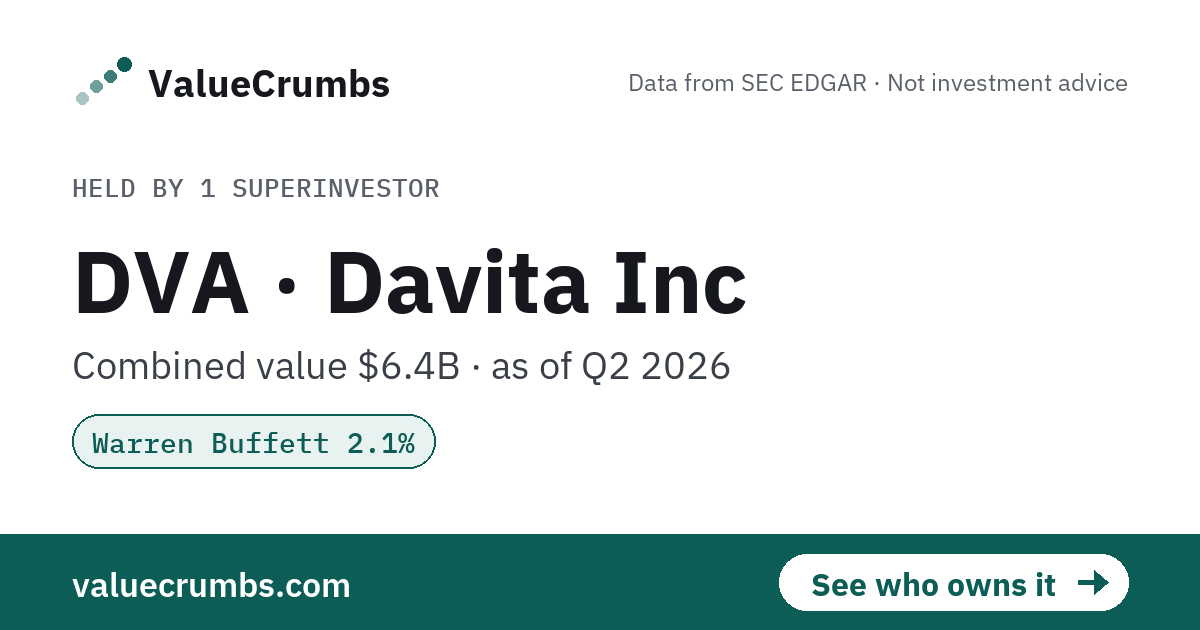 ValueCrumbs
Data from SEC EDGAR · Not investment advice
HELD BY 1 SUPERINVESTOR
DVA · Davita Inc
Combined value $6.4B · as of Q2 2026
Warren Buffett 2.1%
valuecrumbs.com
See who owns it →